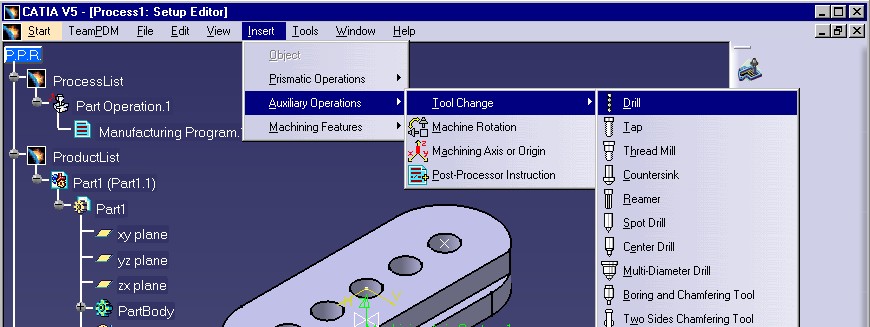 CATIA V5 - [Process1: Setup Editor]
Start TeamPDM File Edit View Insert Tools Window Help
P.P.R.
ProcessList
Part Operation.1
Manufacturing Program.
ProductList
Part1 (Part1.1)
Part1
xy plane
yz plane
zx plane
PartBody
Object
Prismatic Operations
Auxiliary Operations
Machining Features
Tool Change
Machine Rotation
Machining Axis or Origin
Post-Processor Instruction
Drill
Tap
Thread Mill
Countersink
Reamer
Spot Drill
Center Drill
Multi-Diameter Drill
Boring and Chamfering Tool
Two Sides Chamfering Tool